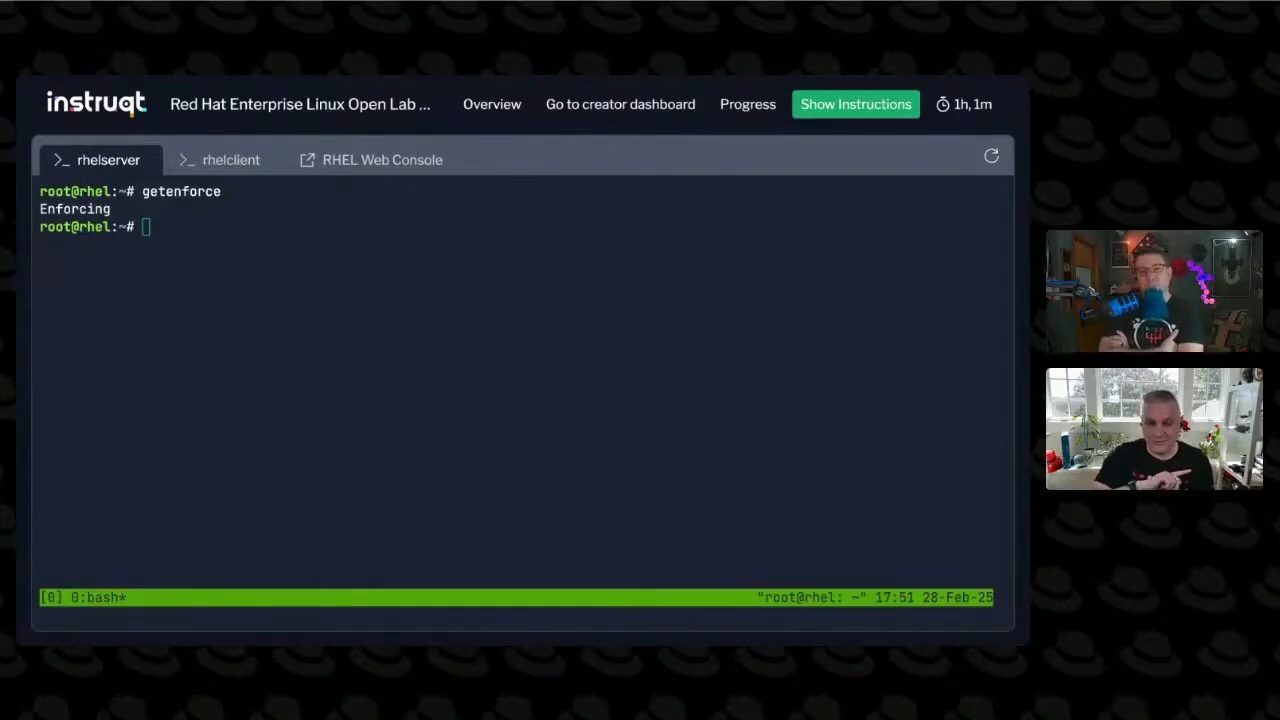 instruqt
Red Hat Enterprise Linux Open Lab ...
Overview
Go to creator dashboard
Progress
Show Instructions
1h, 1m
>_ rhelserver
>_ rhelclient
RHEL Web Console
root@rhel:~# getenforce
Enforcing
root@rhel:~#
[0] 0:bash* "root@rhel: ~" 17:51 28-Feb-25